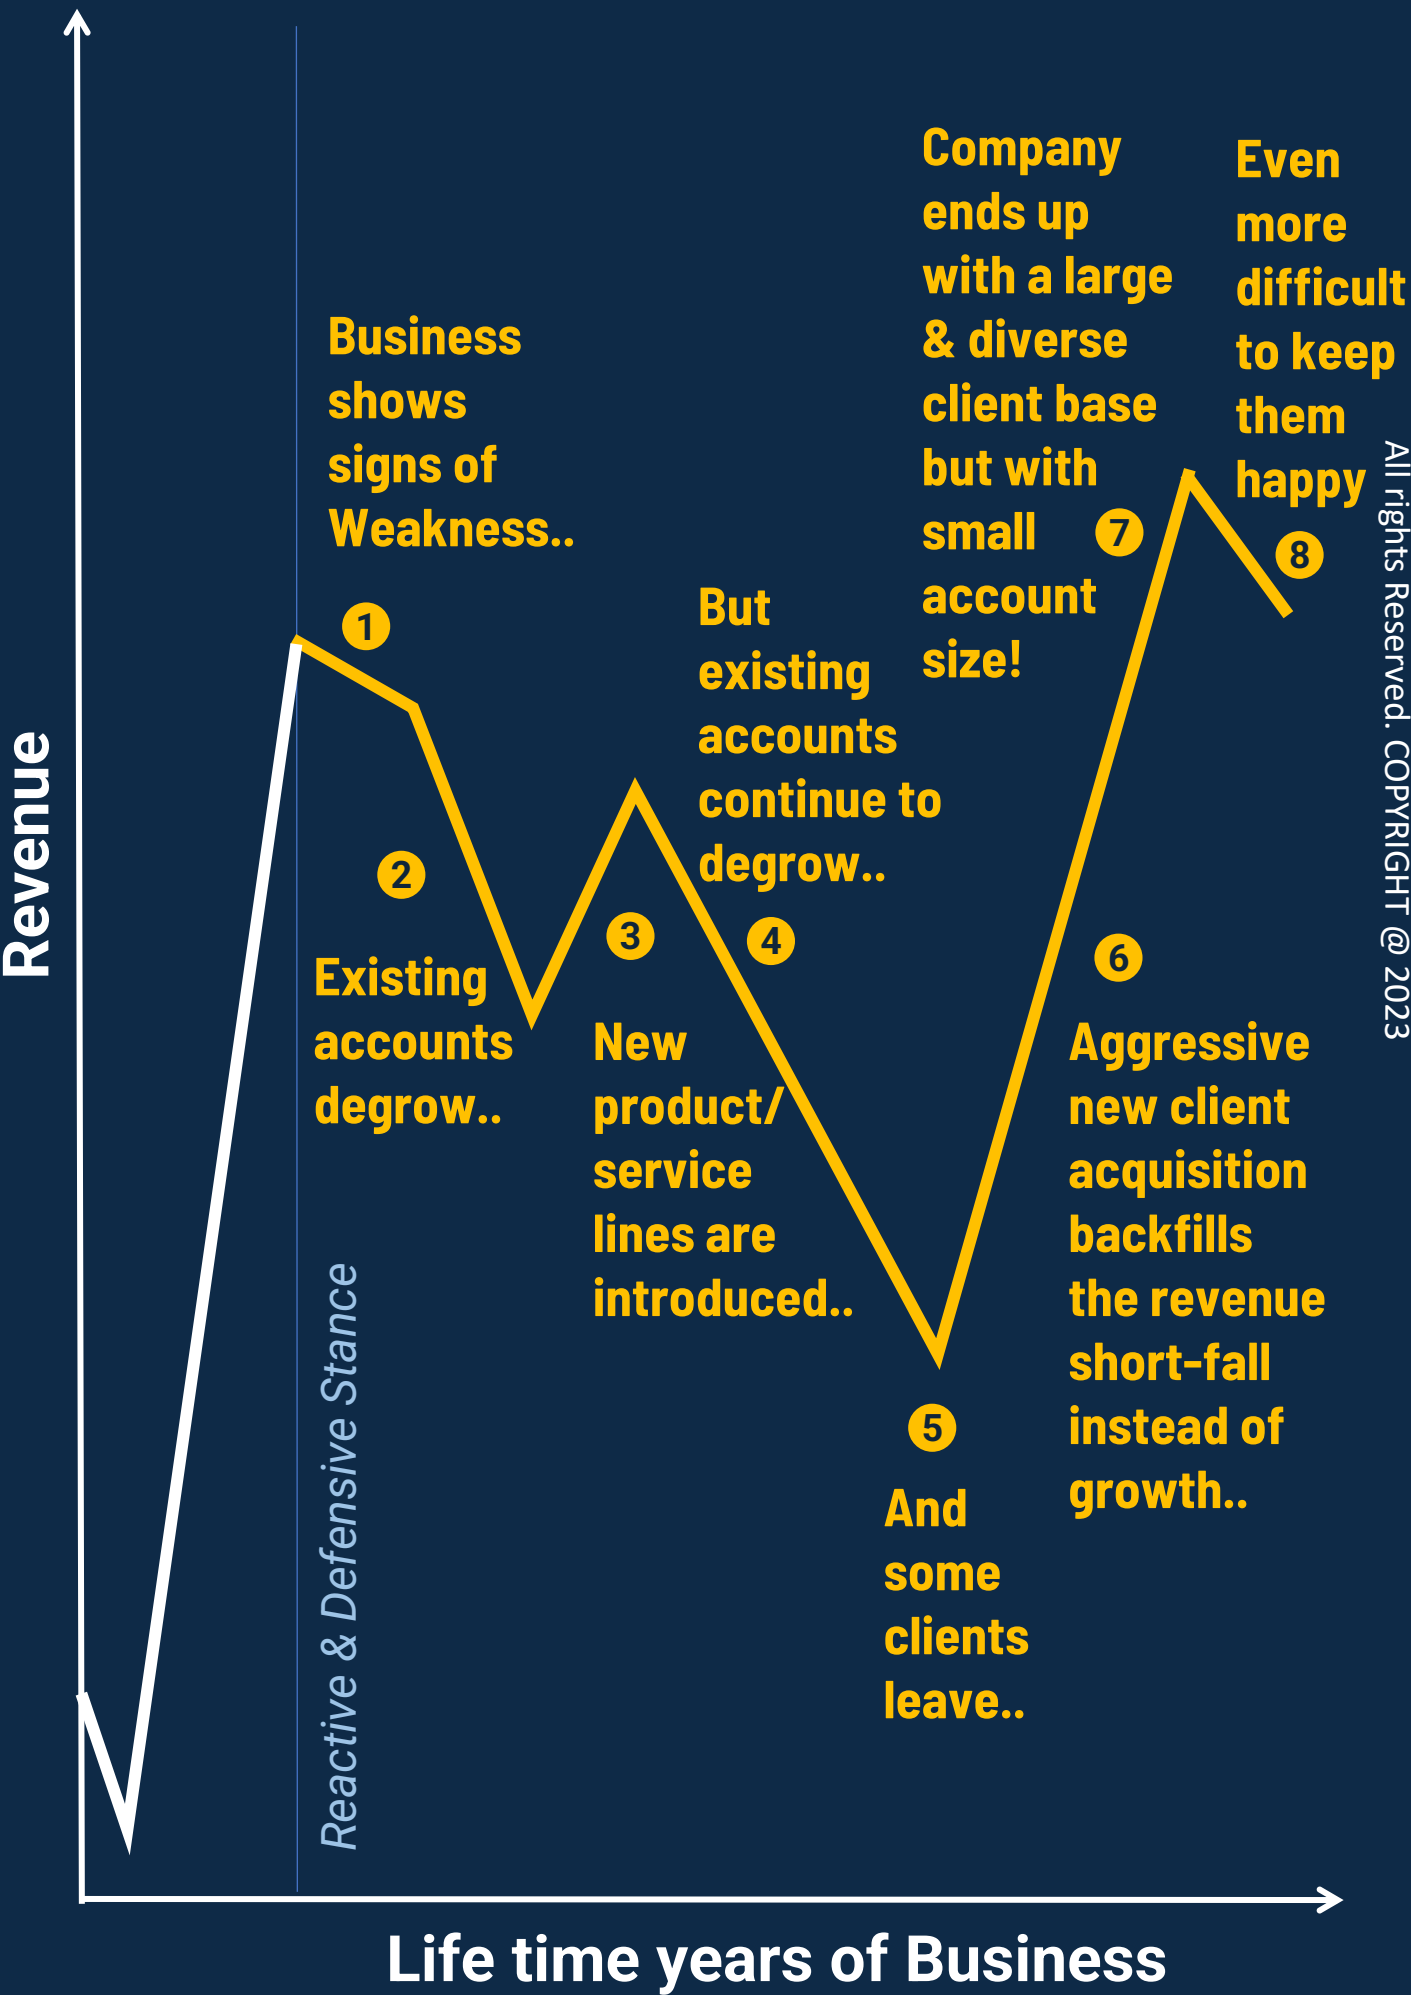 Revenue
Business
shows
signs of
Weakness..
1
2
Existing
accounts
degrow..
3
New
product/
service
lines are
introduced..
But
existing
accounts
continue to
degrow..
4
5
And
some
clients
leave..
6
Aggressive
new client
acquisition
backfills
the revenue
short-fall
instead of
growth..
Company
ends up
with a large
& diverse
client base
but with
small
account
size!
7
Even
more
difficult
to keep
them
happy
8
Reactive & Defensive Stance
Life time years of Business
All rights Reserved. COPYRIGHT @ 2023